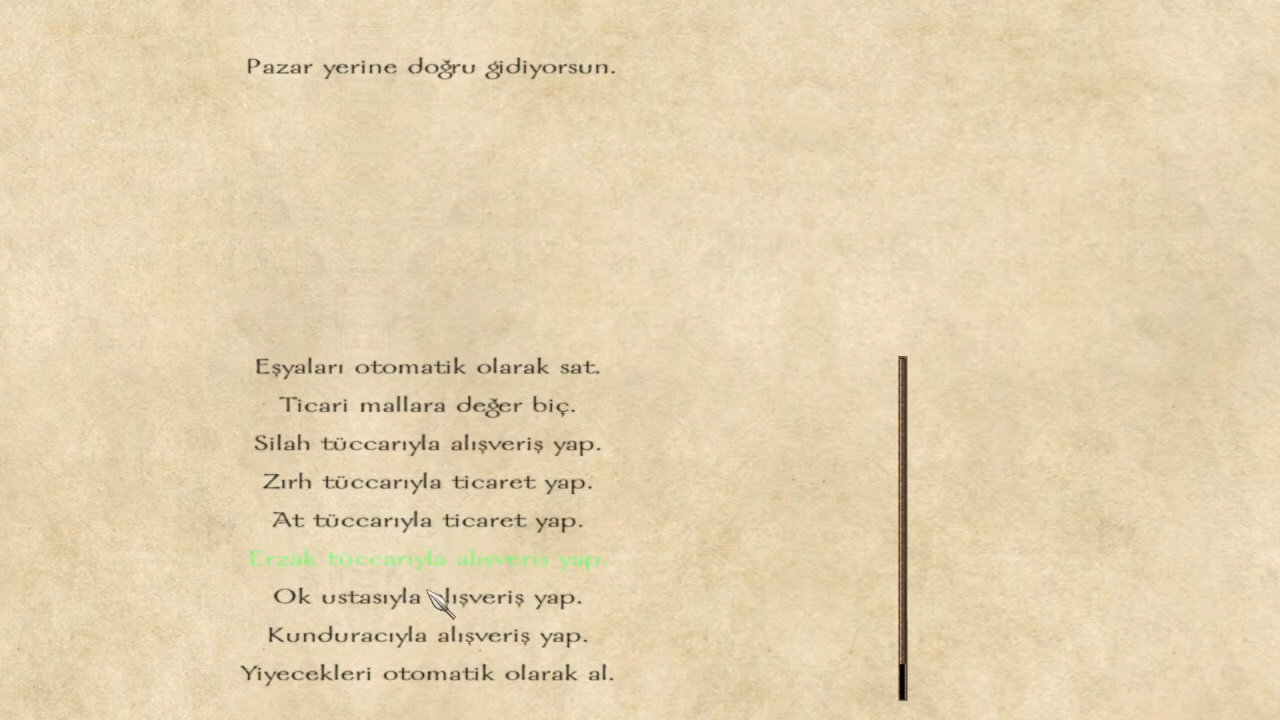 Pazar yerine doğru gidiyorsun.
Eşyaları otomatik olarak sat.
Ticari mallara değer biç.
Silah tüccarıyla alışveriş yap.
Zırh tüccarıyla ticaret yap.
At tüccarıyla ticaret yap.
Erzak tüccarıyla alışveriş yap.
Ok ustasıyla alışveriş yap.
Kunduracıyla alışveriş yap.
Yiyecekleri otomatik olarak al.